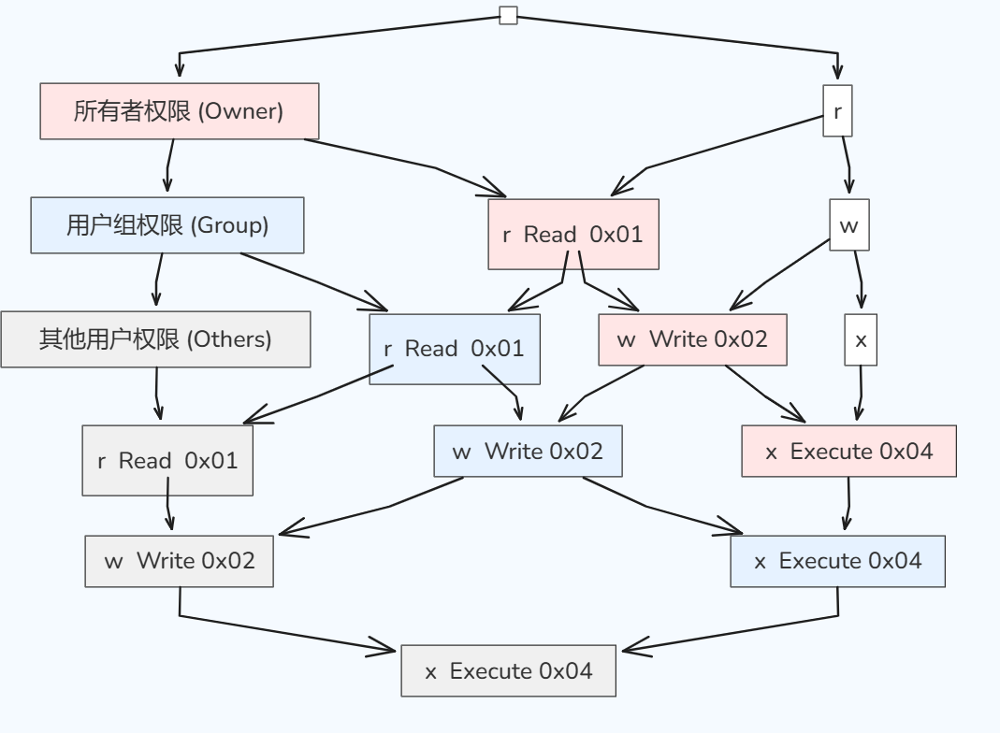 所有者权限 (Owner)
r
用户组权限 (Group)
r Read 0x01
w
其他用户权限 (Others)
r Read 0x01
w Write 0x02
x
r Read 0x01
w Write 0x02
x Execute 0x04
w Write 0x02
x Execute 0x04
x Execute 0x04